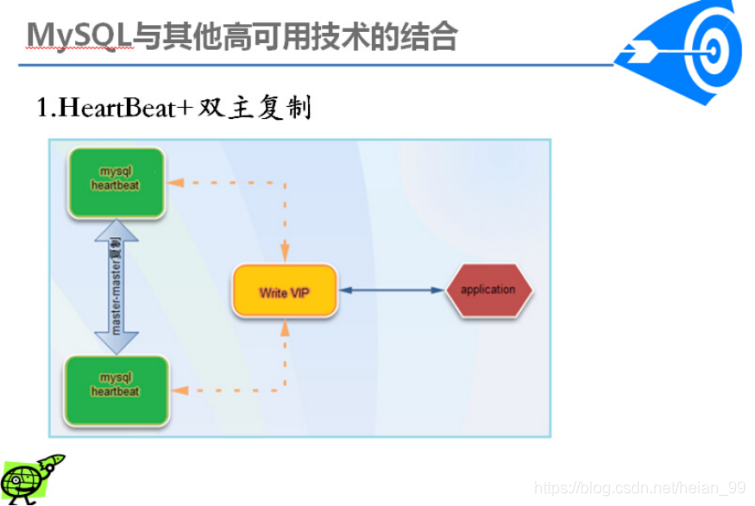 MySQL与其他高可用技术的结合
1.HeartBeat+双主复制
mysql
heartbeat
master-master复制
Write VIP
application
mysql
heartbeat
https://blog.csdn.net/heian_99